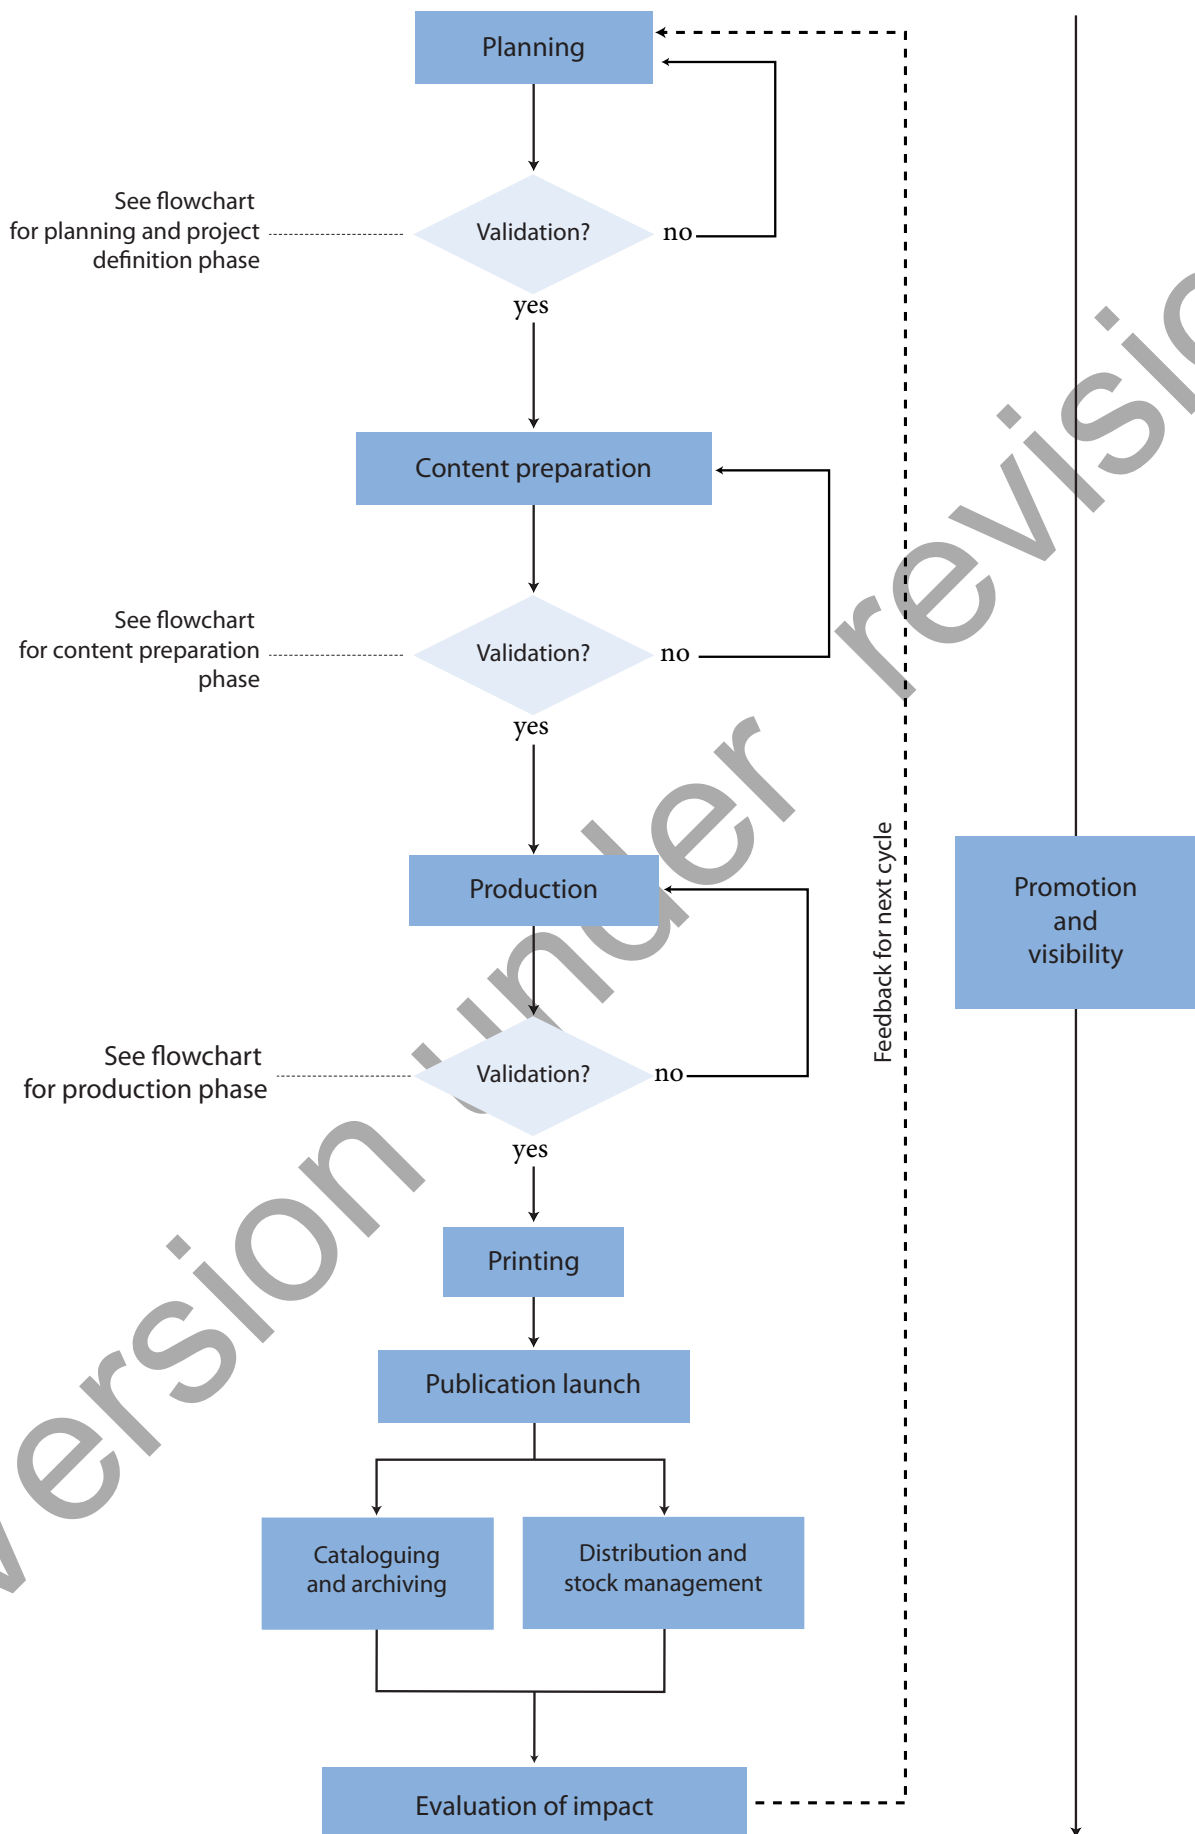 Planning
See flowchart
for planning and project
definition phase
Validation?
no
yes
Content preparation
See flowchart
for content preparation
phase
Validation?
no
yes
Production
See flowchart
for production phase
Validation?
no
yes
Printing
Publication launch
Cataloguing
and archiving
Distribution and
stock management
Evaluation of impact
Feedback for next cycle
Promotion
and
visibility
version under revisio